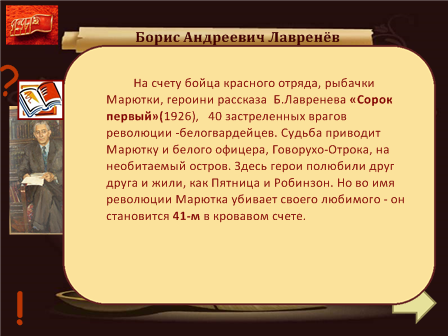 Борис Андреевич Лавренёв
На счету бойца красного отряда, рыбачки
Марютки, героини рассказа Б.Лавренева «Сорок
первый»(1926), 40 застреленных врагов
революции -белогвардейцев. Судьба приводит
Марютку и белого офицера, Говорухо-Отрока, на
необитаемый остров. Здесь герои полюбили друг
друга и жили, как Пятница и Робинзон. Но во имя
революции Марютка убивает своего любимого - он
становится 41-м в кровавом счете.
?
!